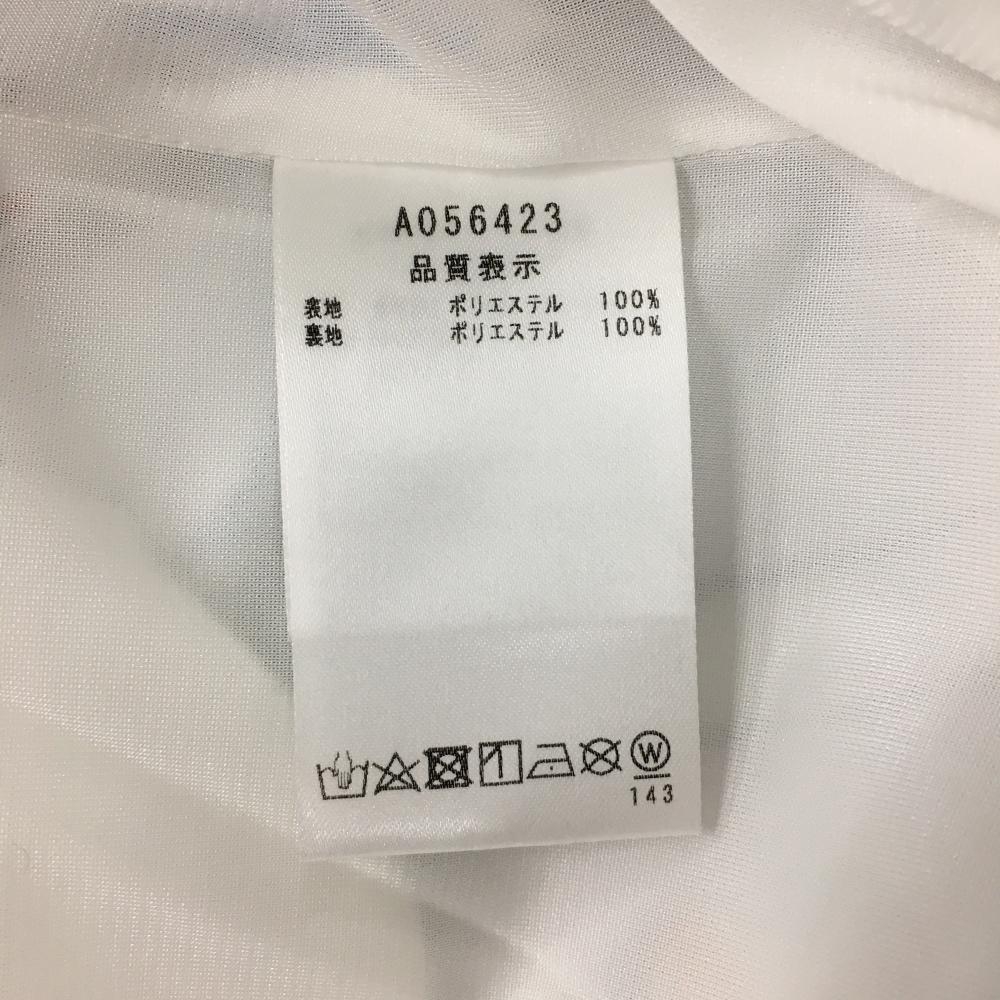 A056423
品質表示
表地 ポリエステル 100%
裏地 ポリエステル 100%
W
143